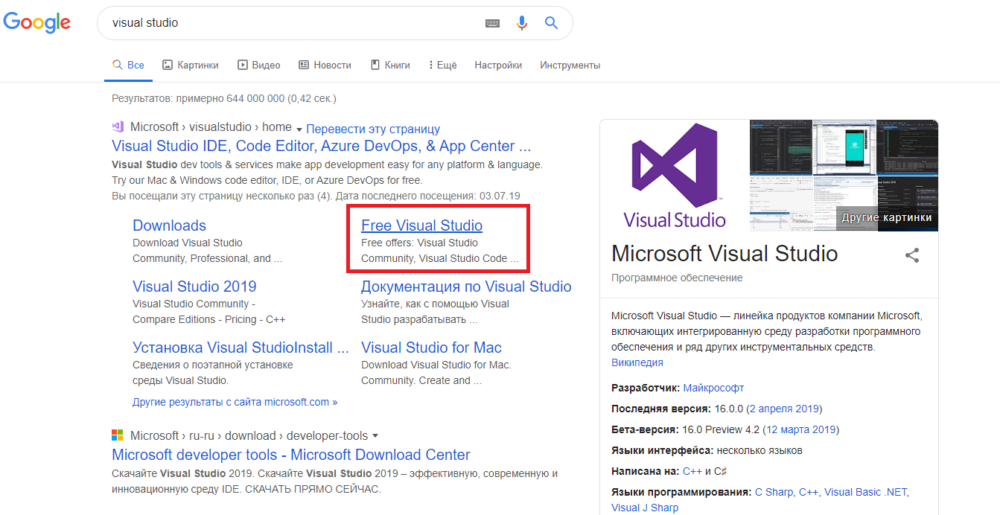 Google
visual studio
Все Картинки Видео Новости Книги Ещё Настройки Инструменты
Результатов: примерно 644 000 000 (0,42 сек.)
Microsoft › visualstudio › home Перевести эту страницу
Visual Studio IDE, Code Editor, Azure DevOps, & App Center ...
Visual Studio dev tools & services make app development easy for any platform & language.
Try our Mac & Windows code editor, IDE, or Azure DevOps for free.
Вы посещали эту страницу несколько раз (4). Дата последнего посещения: 03.07.19
Downloads
Download Visual Studio
Community, Professional, and ...
Free Visual Studio
Free offers: Visual Studio
Community, Visual Studio Code ...
Visual Studio 2019
Visual Studio Community -
Compare Editions - Pricing - C++
Документация по Visual Studio
Узнайте, как с помощью Visual
Studio разрабатывать ...
Установка Visual StudioInstall ...
Сведения о поэтапной установке
среды Visual Studio.
Visual Studio for Mac
Download Visual Studio for Mac.
Community. Create and ...
Другие результаты с сайта microsoft.com »
Microsoft › ru-ru › download › developer-tools
Microsoft developer tools - Microsoft Download Center
Скачайте Visual Studio 2019. Скачайте Visual Studio 2019 – эффективную, современную и
инновационную среду IDE. СКАЧАТЬ ПРЯМО СЕЙЧАС.
Visual Studio
Другие картинки
Microsoft Visual Studio
Программное обеспечение
Microsoft Visual Studio — линейка продуктов компании Microsoft,
включающих интегрированную среду разработки программного
обеспечения и ряд других инструментальных средств.
Википедия
Разработчик: Майкрософт
Последняя версия: 16.0.0 (2 апреля 2019)
Бета-версия: 16.0 Preview 4.2 (12 марта 2019)
Языки интерфейса: несколько языков
Написана на: C++ и C♯
Языки программирования: C Sharp, C++, Visual Basic .NET,
Visual J Sharp